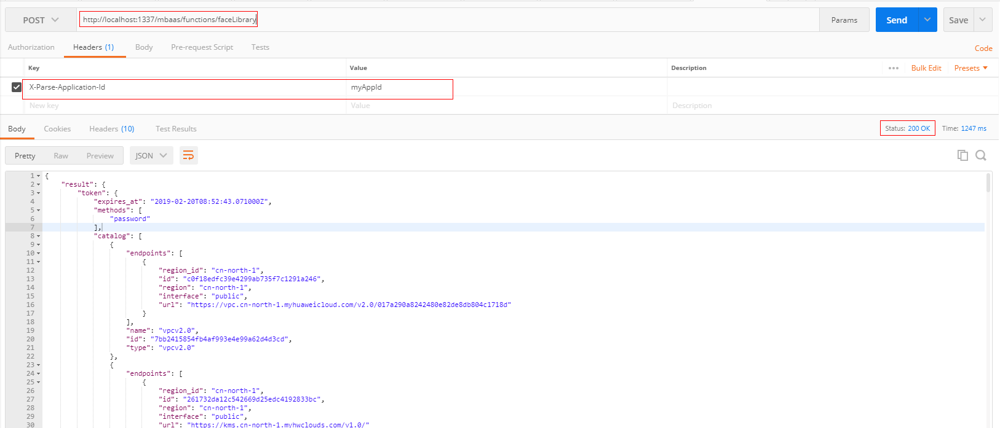 POST http://localhost:1337/mbaas/functions/faceLibrary Params Send Save
Authorization Headers (1) Body Pre-request Script Tests Code
Key Value Description ••• Bulk Edit Presets
X-Parse-Application-Id myAppId
New key Value Description
Body Cookies Headers (10) Test Results Status: 200 OK Time: 1247 ms
Pretty Raw Preview JSON
1 {
2 "result": {
3 "token": {
4 "expires_at": "2019-02-20T08:52:43.071000Z",
5 "methods": [
6 "password"
7 ],
8 "catalog": [
9 {
10 "endpoints": [
11 {
12 "region_id": "cn-north-1",
13 "id": "c0f18edfc39e4299ab735f7c1291a246",
14 "region": "cn-north-1",
15 "interface": "public",
16 "url": "https://vpc.cn-north-1.myhuaweicloud.com/v2.0/017a290a8242480e82de8db804c1718d"
17 }
18 ],
19 "name": "vpcv2.0",
20 "id": "7bb2415854fb4af993e4e99a62d4d3cd",
21 "type": "vpcv2.0"
22 },
23 {
24 "endpoints": [
25 {
26 "region_id": "cn-north-1",
27 "id": "261732da12c542669d25edc4192833bc",
28 "region": "cn-north-1",
29 "interface": "public",
30 "url": "https://kms.cn-north-1.myhwclouds.com/v1.0/"